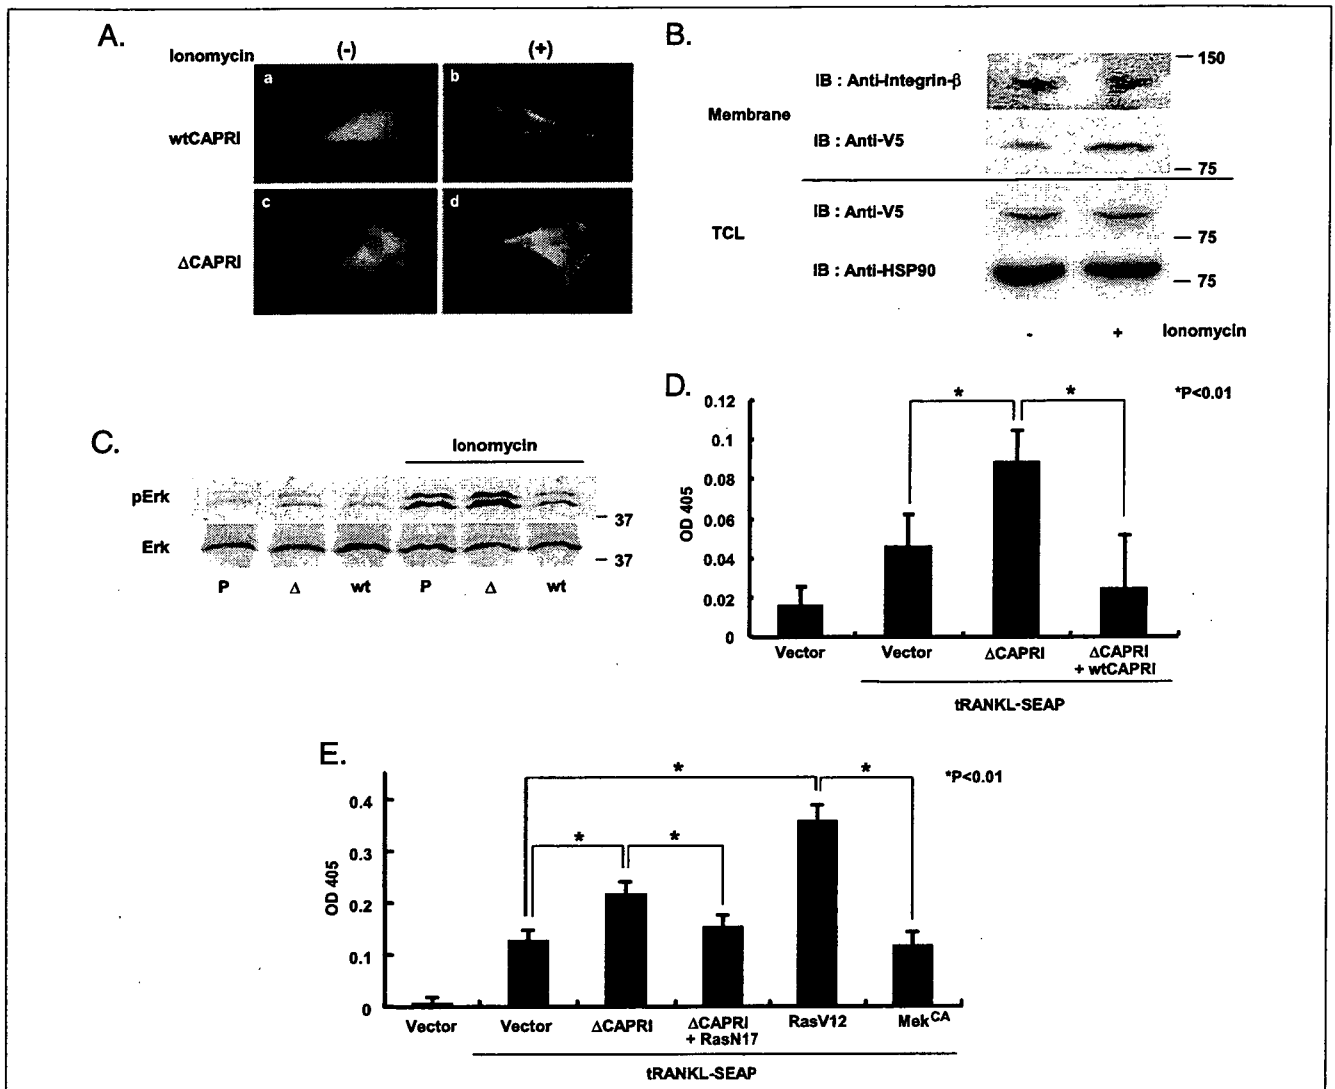 A.
Ionomycin (-) (+)
a b
wtCAPRI
c d
ΔCAPRI
B.
IB : Anti-Integrin-β
150
Membrane
IB : Anti-V5
75
IB : Anti-V5
TCL
75
IB : Anti-HSP90
75
- + Ionomycin
C.
Ionomycin
pErk
37
Erk
37
P Δ wt P Δ wt
D.
*P<0.01
* *
0.12
0.1
0.08
0.06
0.04
0.02
0
OD 405
Vector Vector ΔCAPRI ΔCAPRI
+ wtCAPRI
tRANKL-SEAP
E.
*P<0.01
* *
* *
0.4
0.3
0.2
0.1
0
OD 405
Vector Vector ΔCAPRI ΔCAPRI RasV12 MekCA
+ RasN17
tRANKL-SEAP